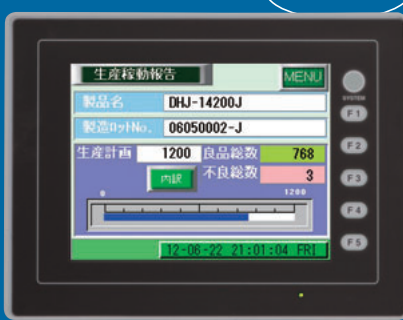 生産稼動報告 MENU
製品名 DHJ-14200J
製造ロットNo. 06050002-J
生産計画 1200 良品総数 768
内訳 不良総数 3
0 1200
12-06-22 21:01:04 FRI
SYSTEM
F1
F2
F3
F4
F5